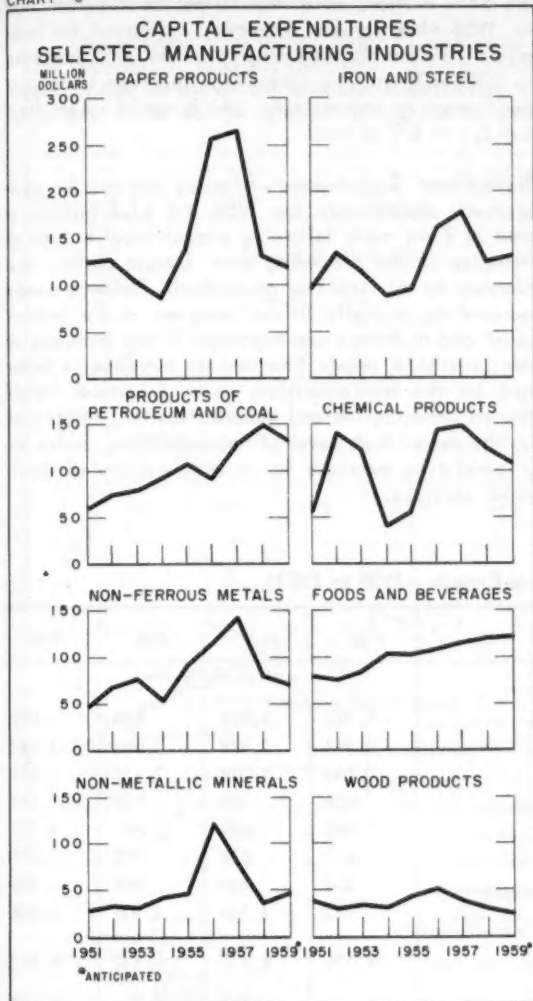 CAPITAL EXPENDITURES
SELECTED MANUFACTURING INDUSTRIES
MILLION
DOLLARS
PAPER PRODUCTS
IRON AND STEEL
300
250
200
150
100
50
0
PRODUCTS OF
PETROLEUM AND COAL
CHEMICAL PRODUCTS
150
100
50
0
NON-FERROUS METALS
FOODS AND BEVERAGES
150
100
50
0
NON-METALLIC MINERALS
WOOD PRODUCTS
150
100
50
0
1951 1953 1955 1957 1959*
1951 1953 1955 1957 1959*
*ANTICIPATED